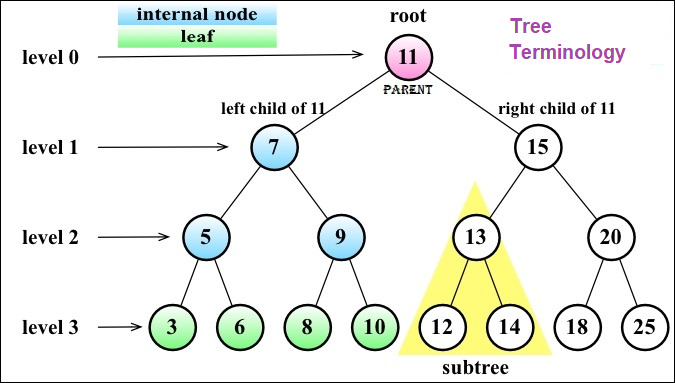 internal node
leaf
root
Tree
Terminology
level 0
11
PARENT
left child of 11
right child of 11
level 1
7
15
level 2
5
9
13
20
level 3
3
6
8
10
12
14
18
25
subtree